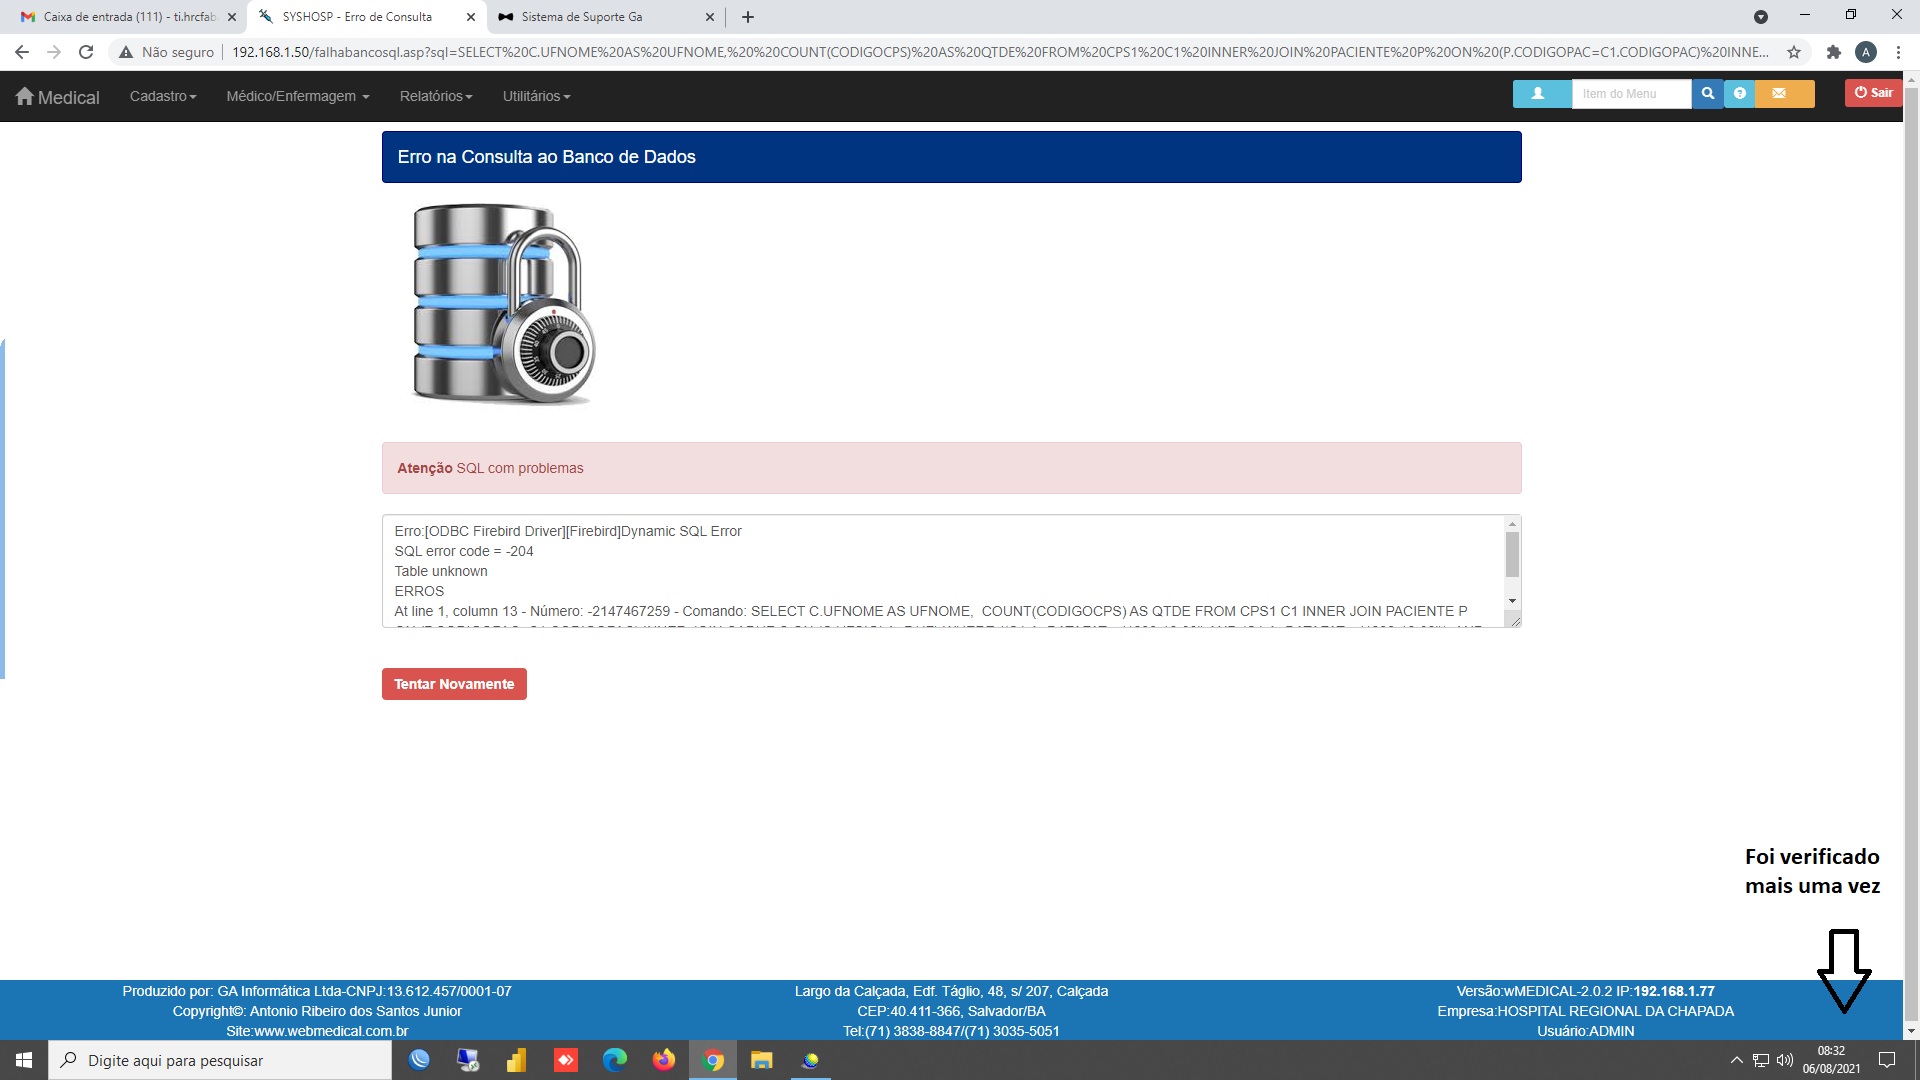 Caixa de entrada (111) - ti.hrcfab
SYSHOSP - Erro de Consulta
Sistema de Suporte Ga
Não seguro
192.168.1.50/falhabancosql.asp?sql=SELECT%20C.UFNOME%20AS%20UFNOME,%20%20COUNT(CODIGOCPS)%20AS%20QTDE%20FROM%20CPS1%20C1%20INNER%20JOIN%20PACIENTE%20P%20ON%20(P.CODIGOPAC=C1.CODIGOPAC)%20INNE...
A
Medical
Cadastro
Médico/Enfermagem
Relatórios
Utilitários
Item do Menu
Sair
Erro na Consulta ao Banco de Dados
Atenção SQL com problemas
Erro:[ODBC Firebird Driver][Firebird]Dynamic SQL Error
SQL error code = -204
Table unknown
ERROS
At line 1, column 13 - Número: -2147467259 - Comando: SELECT C.UFNOME AS UFNOME,  COUNT(CODIGOCPS) AS QTDE FROM CPS1 C1 INNER JOIN PACIENTE P
Tentar Novamente
Foi verificado
mais uma vez
Produzido por: GA Informática Ltda-CNPJ:13.612.457/0001-07
Copyright©: Antonio Ribeiro dos Santos Junior
Site:www.webmedical.com.br
Largo da Calçada, Edf. Táglio, 48, s/ 207, Calçada
CEP:40.411-366, Salvador/BA
Tel:(71) 3838-8847/(71) 3035-5051
Versão:wMEDICAL-2.0.2 IP:192.168.1.77
Empresa:HOSPITAL REGIONAL DA CHAPADA
Usuário:ADMIN
Digite aqui para pesquisar
08:32
06/08/2021